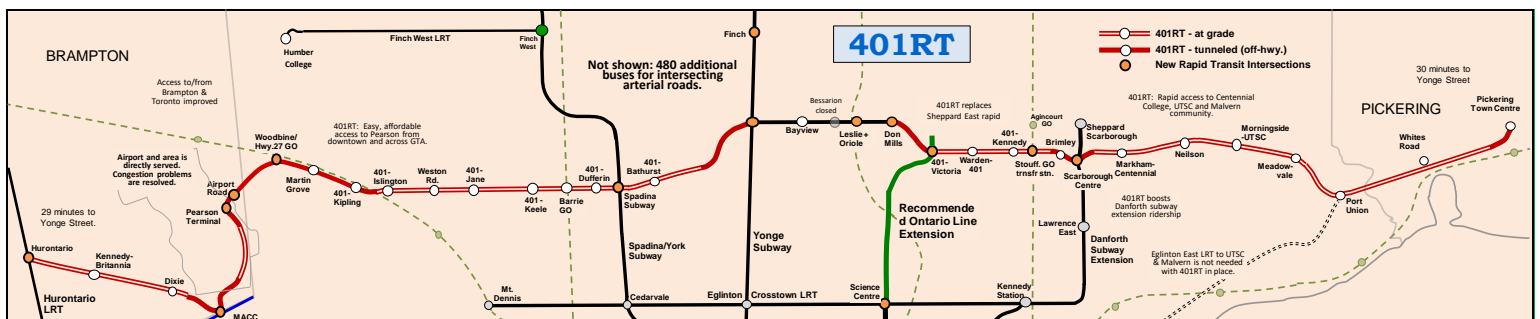 401RT
401RT - at grade
401RT - tunneled (off-hwy.)
New Rapid Transit Intersections
BRAMPTON
Humber
College
Finch West LRT
Finch
West
Finch
Not shown: 480 additional
buses for intersecting
arterial roads.
Access to/from
Brampton &
Toronto improved
30 minutes to
Yonge Street
PICKERING
Pickering
Town Centre
Bessarion
closed
401RT replaces
Sheppard East rapid
Agincourt
GO
401RT: Rapid access to Centennial
College, UTSC and Malvern
community.
401RT: Easy, affordable
access to Pearson from
downtown and across GTA.
Woodbine/
Hwy.27 GO
Airport and area is
directly served.
Congestion problems
are resolved.
Airport
Road
Pearson
Terminal
Martin
Grove
401-
Kipling
401-
Islington
Weston
Rd.
401-
Jane
401-
Keele
Barrie
GO
401-
Dufferin
Spadina
Subway
401-
Bathurst
Bayview
Leslie+
Oriole
Don
Mills
401-
Victoria
Warden-
401
401-
Kennedy
Stouff. GO
trnsfr stn.
Brimley
Sheppard
Scarborough
Scarborough
Centre
Markham-
Centennial
Neilson
Morningside
-UTSC
Meadow-
vale
Whites
Road
Port
Union
29 minutes to
Yonge Street.
Hurontario
Kennedy-
Britannia
Dixie
Hurontario
LRT
MACC
Mt.
Dennis
Spadina/York
Subway
Cedarvale
Yonge
Subway
Eglinton
Crosstown LRT
Recommende
d Ontario Line
Extension
Science
Centre
Kennedy
Station
Lawrence
East
Danforth
Subway
Extension
401RT boosts
Danforth subway
extension ridership
Eglinton East LRT to UTSC
& Malvern is not needed
with 401RT in place.